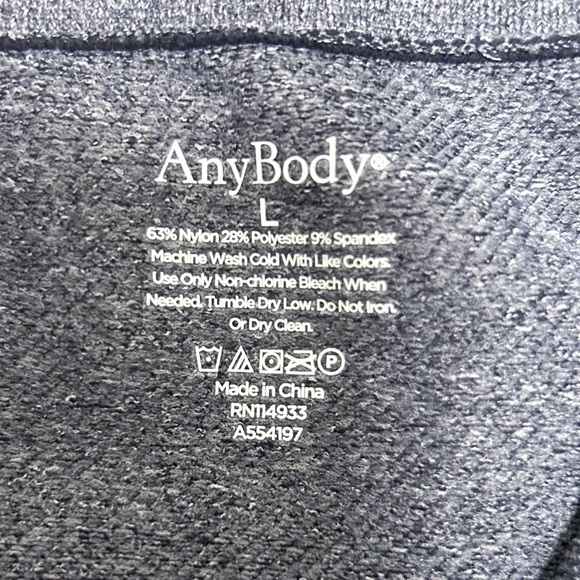 AnyBody®
L
63% Nylon 28% Polyester 9% Spandex
Machine Wash Cold With Like Colors.
Use Only Non-chlorine Bleach When
Needed. Tumble Dry Low. Do Not Iron.
Or Dry Clean.
P
Made in China
RN114933
A554197